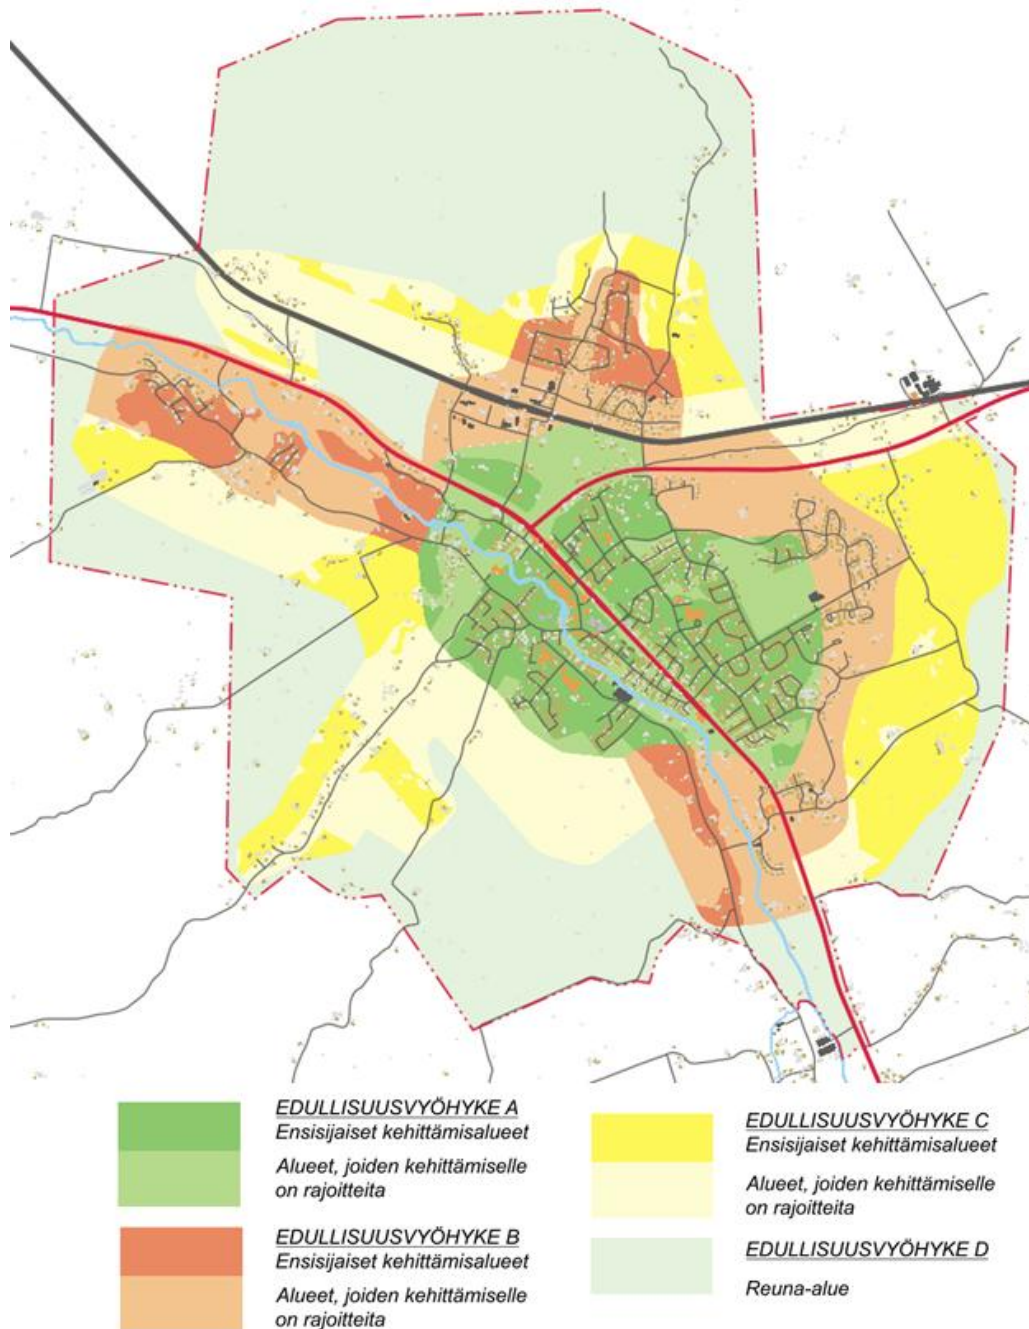 EDULLISUUSVYÖHYKE A
Ensisijaiset kehittämisalueet
Alueet, joiden kehittämiselle
on rajoitteita
EDULLISUUSVYÖHYKE B
Ensisijaiset kehittämisalueet
Alueet, joiden kehittämiselle
on rajoitteita
EDULLISUUSVYÖHYKE C
Ensisijaiset kehittämisalueet
Alueet, joiden kehittämiselle
on rajoitteita
EDULLISUUSVYÖHYKE D
Reuna-alue